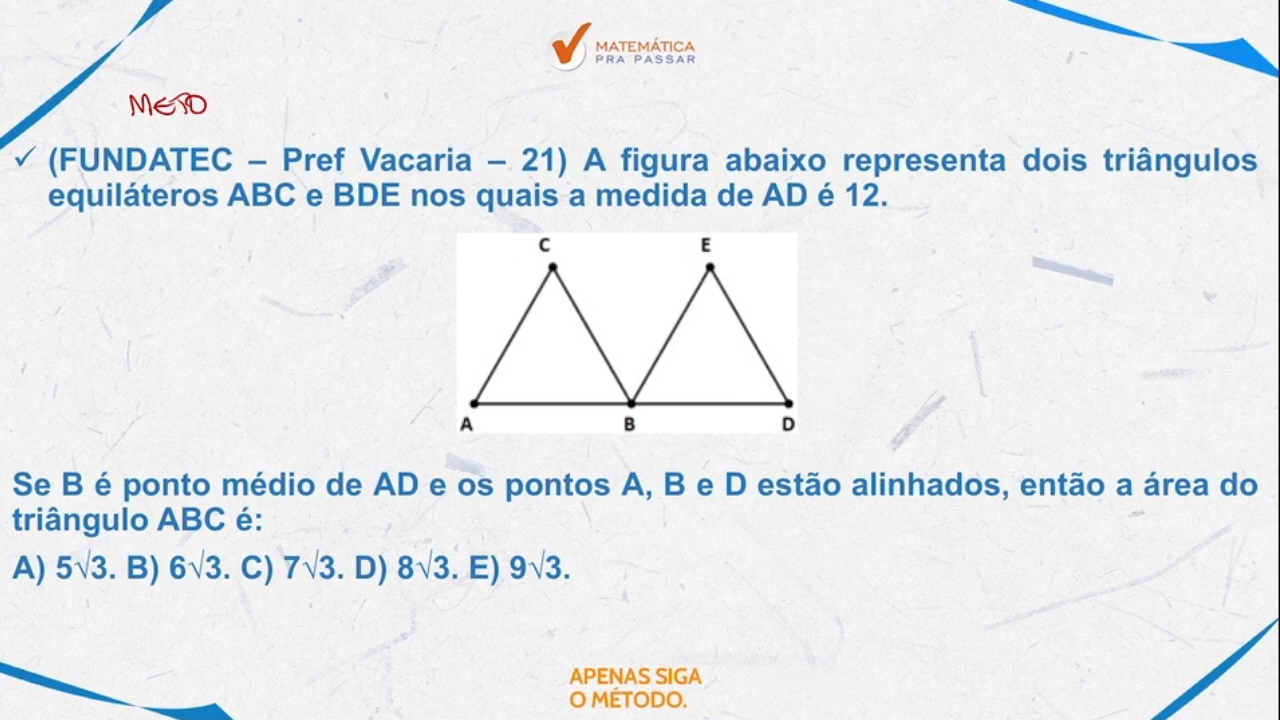 MATEMÁTICA
PRA PASSAR
✓ (FUNDATEC – Pref Vacaria – 21) A figura abaixo representa dois triângulos
equiláteros ABC e BDE nos quais a medida de AD é 12.
C E
A B D
Se B é ponto médio de AD e os pontos A, B e D estão alinhados, então a área do
triângulo ABC é:
A) 5√3. B) 6√3. C) 7√3. D) 8√3. E) 9√3.
APENAS SIGA
O MÉTODO.